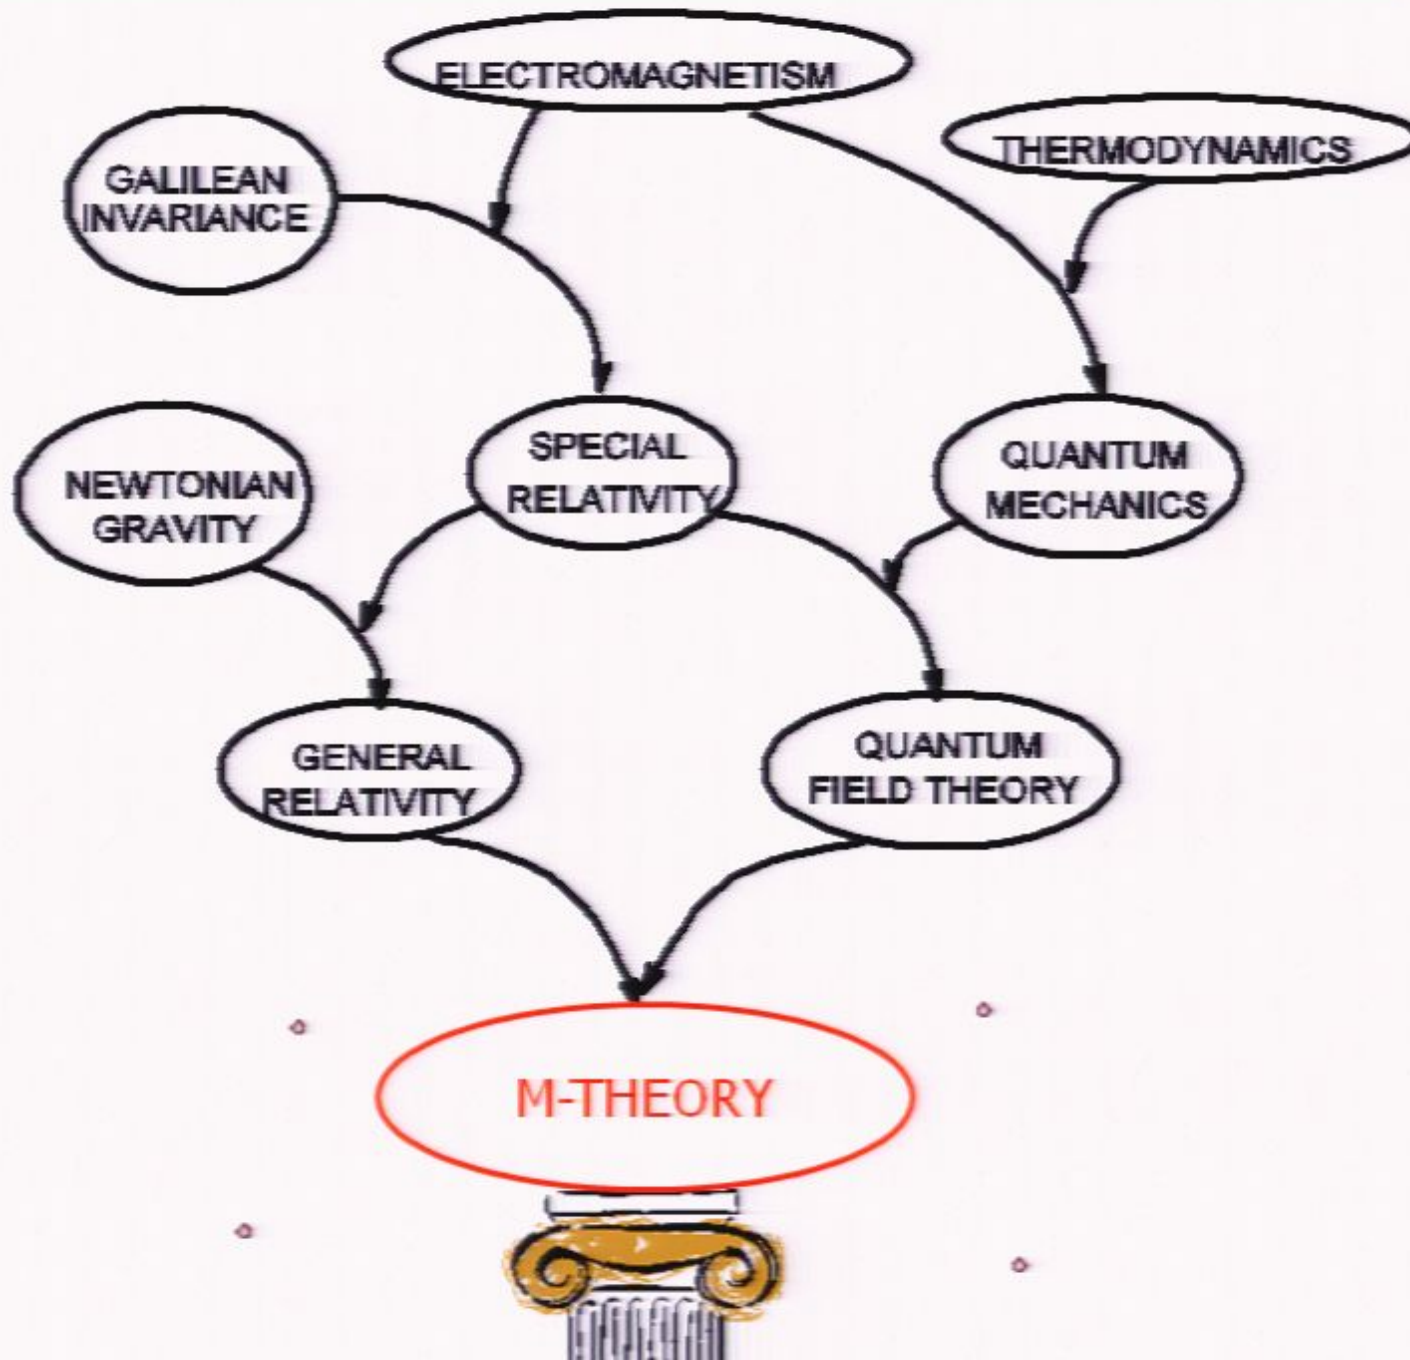 ELECTROMAGNETISM
THERMODYNAMICS
GALILEAN
INVARIANCE
NEWTONIAN
GRAVITY
SPECIAL
RELATIVITY
QUANTUM
MECHANICS
GENERAL
RELATIVITY
QUANTUM
FIELD THEORY
M-THEORY